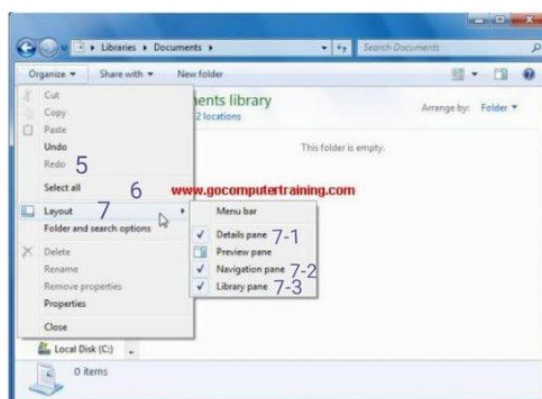 Libraries ▸ Documents ▸
Search Documents
Organize ▾ Share with ▾ New folder
Cut
Copy
Paste
Undo
Redo 5
Select all 6
Layout 7
Folder and search options
Delete
Rename
Remove properties
Properties
Close
ents library
2 locations
Arrange by: Folder ▾
This folder is empty.
www.gocomputertraining.com
Menu bar
Details pane 7-1
Preview pane
Navigation pane 7-2
Library pane 7-3
Local Disk (C:)
0 items